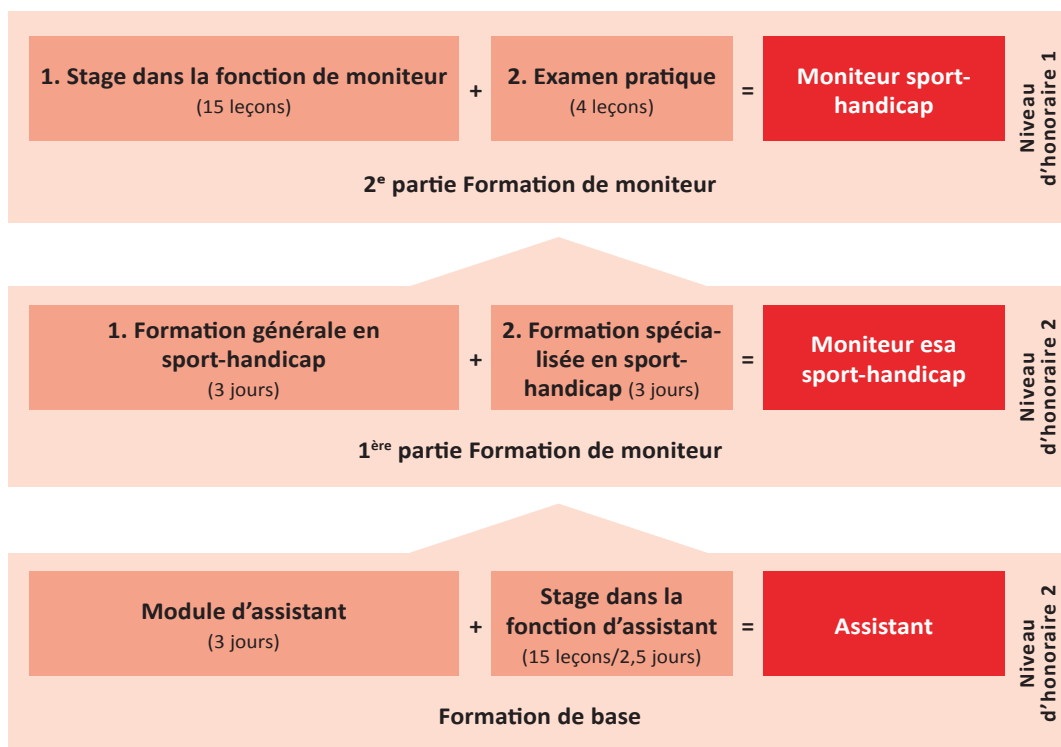 1. Stage dans la fonction de moniteur
(15 leçons)
+
2. Examen pratique
(4 leçons)
=
Moniteur sport-
handicap
Niveau
d’honoraire 1
2e partie Formation de moniteur
1. Formation générale en
sport-handicap
(3 jours)
+
2. Formation spécia-
lisée en sport-
handicap (3 jours)
=
Moniteur esa
sport-handicap
Niveau
d’honoraire 2
1ère partie Formation de moniteur
Module d’assistant
(3 jours)
+
Stage dans la
fonction d’assistant
(15 leçons/2,5 jours)
=
Assistant
Niveau
d’honoraire 2
Formation de base